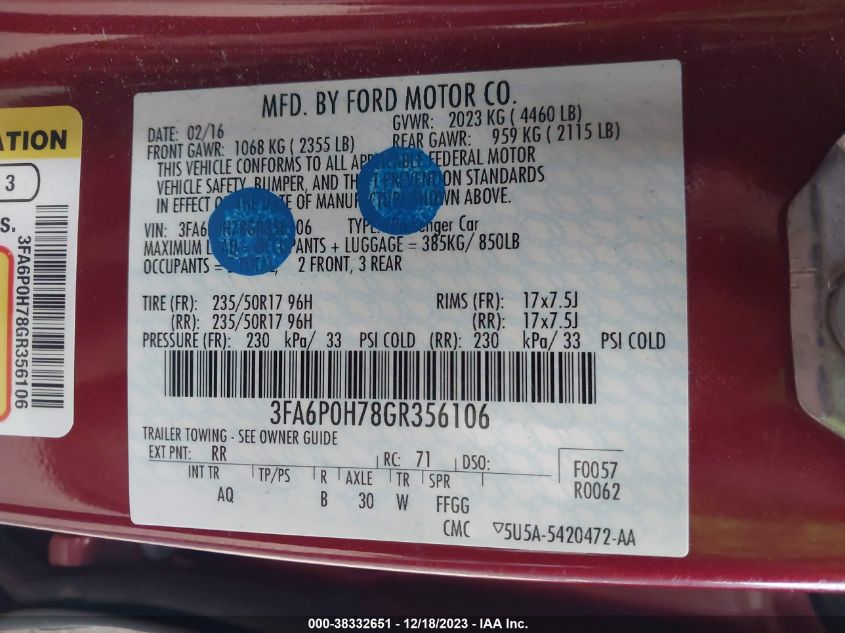 ATION
3
S.
3FA6P0H78GR356106
MFD. BY FORD MOTOR CO.
DATE: 02/16
GVWR: 2023 KG ( 4460 LB)
FRONT GAWR: 1068 KG ( 2355 LB)
REAR GAWR: 959 KG ( 2115 LB)
THIS VEHICLE CONFORMS TO ALL APPLICABLE FEDERAL MOTOR
VEHICLE SAFETY, BUMPER, AND THEFT PREVENTION STANDARDS
IN EFFECT ON THE DATE OF MANUFACTURE SHOWN ABOVE.
VIN: 3FA6P0H78GR356106 TYPE: Passenger Car
MAXIMUM LOAD = OCCUPANTS + LUGGAGE = 385KG/ 850LB
OCCUPANTS = 5 TOTAL, 2 FRONT, 3 REAR
TIRE (FR): 235/50R17 96H RIMS (FR): 17x7.5J
(RR): 235/50R17 96H (RR): 17x7.5J
PRESSURE (FR): 230 kPa/ 33 PSI COLD (RR): 230 kPa/ 33 PSI COLD
3FA6P0H78GR356106
TRAILER TOWING - SEE OWNER GUIDE
EXT PNT: RR RC: 71 DSO:
F0057
R0062
INT TR TP/PS R AXLE TR SPR
AQ B 30 W FFGG
CMC ▽5U5A-5420472-AA
000-38332651 - 12/18/2023 - IAA Inc.